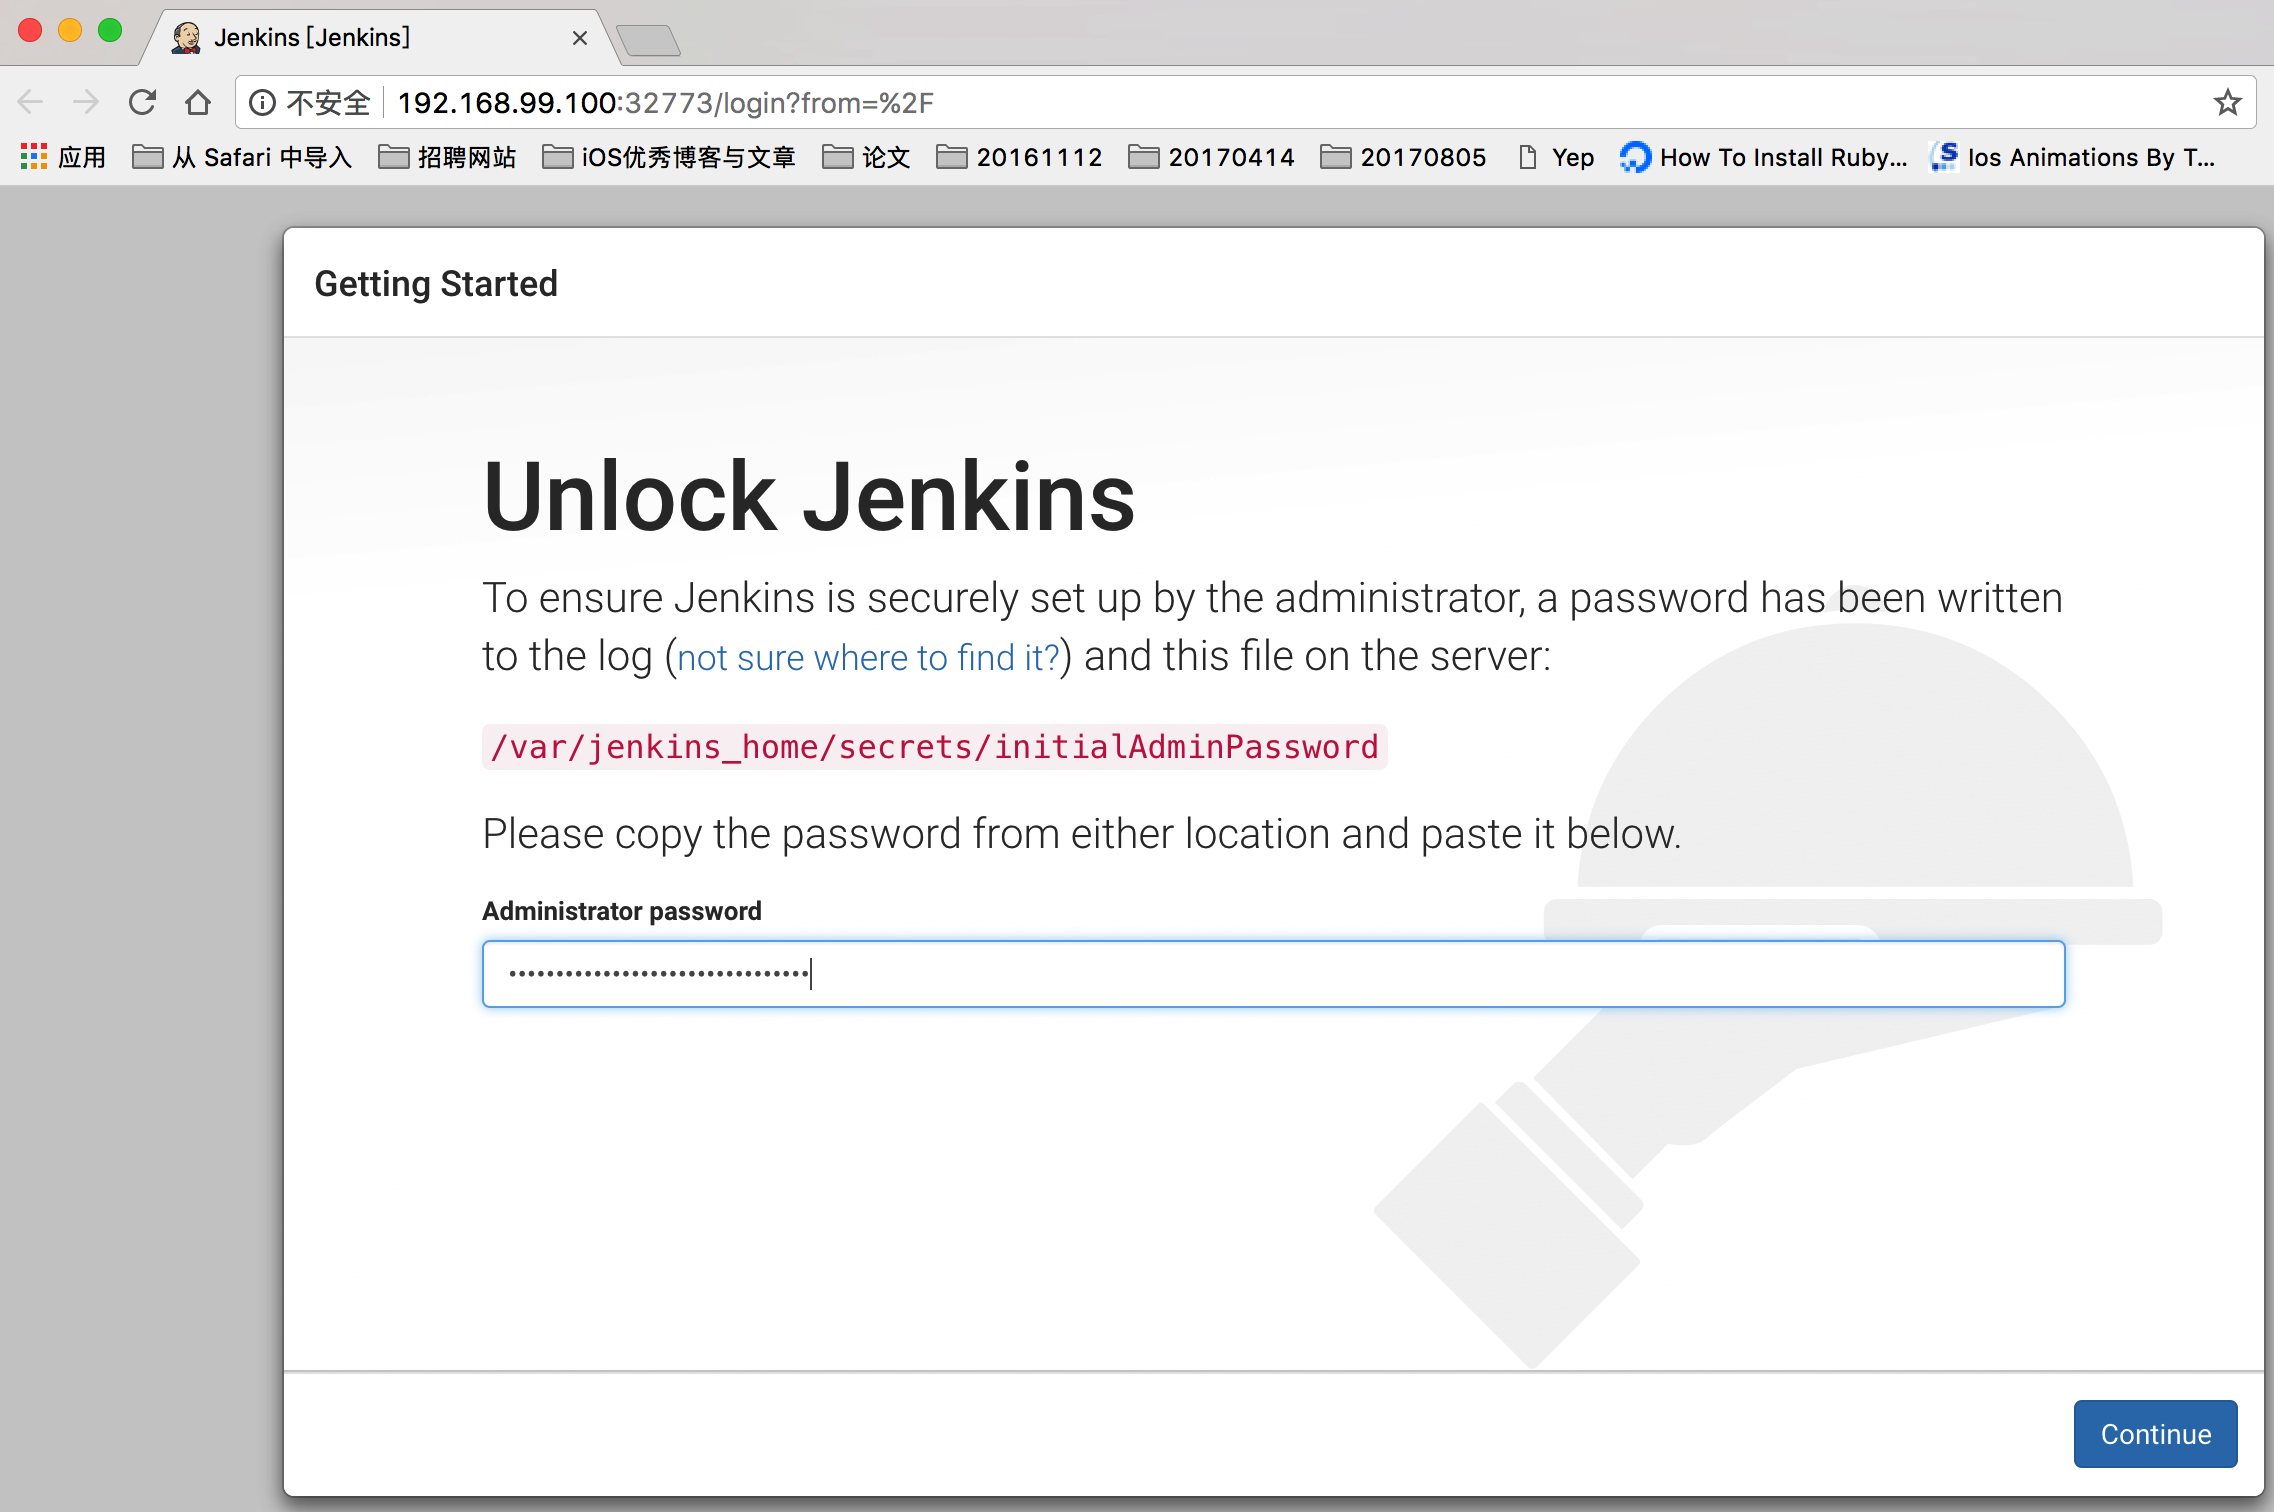 Jenkins [Jenkins]
不安全 192.168.99.100:32773/login?from=%2F
应用 从 Safari 中导入 招聘网站 iOS优秀博客与文章 论文 20161112 20170414 20170805 Yep How To Install Ruby... Ios Animations By T...
Getting Started
Unlock Jenkins
To ensure Jenkins is securely set up by the administrator, a password has been written
to the log (not sure where to find it?) and this file on the server:
/var/jenkins_home/secrets/initialAdminPassword
Please copy the password from either location and paste it below.
Administrator password
Continue